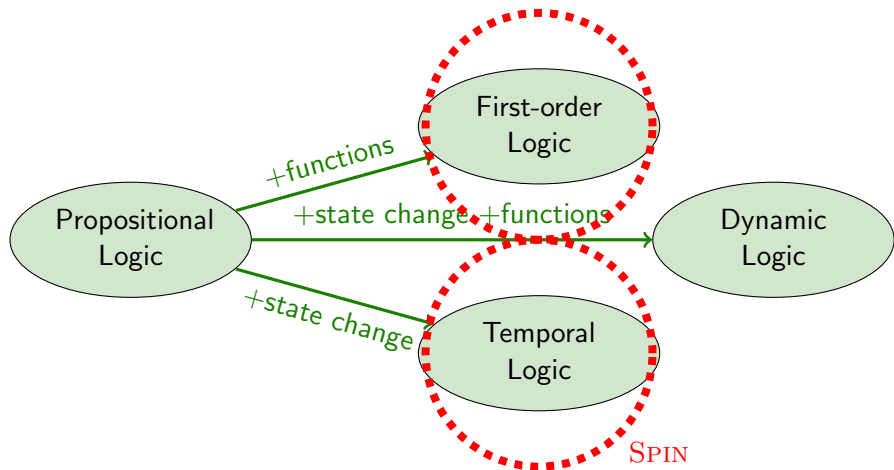 First-order
Logic
+functions
+state change +functions
Propositional
Logic
Dynamic
Logic
+state change
Temporal
Logic
SPIN